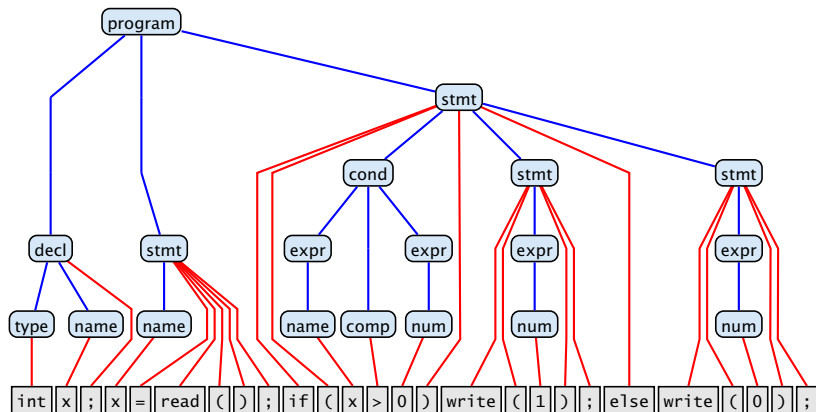 program
stmt
cond stmt stmt
decl stmt expr expr expr expr
type name name name comp num num num
int x ; x = read ( ) ; if ( x > 0 ) write ( 1 ) ; else write ( 0 ) ;